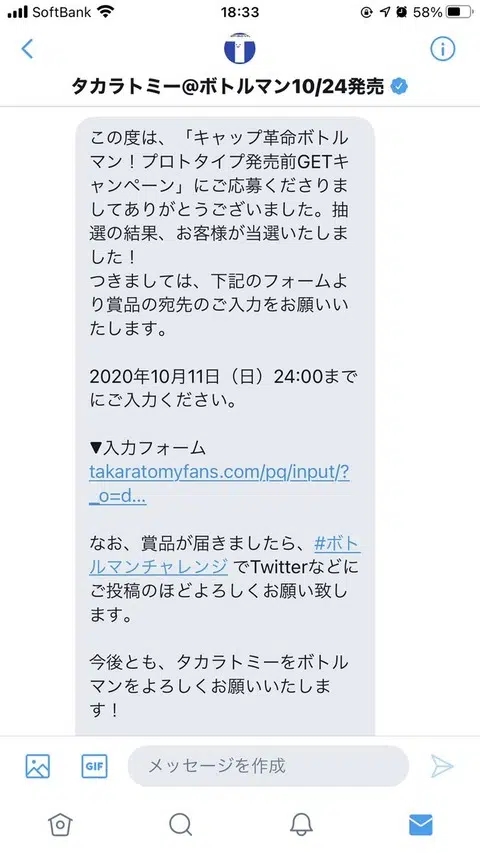 SoftBank
18:33
58%
タカラトミー@ボトルマン10/24発売
この度は、「キャップ革命ボトル
マン！プロトタイプ発売前GETキ
ャンペーン」にご応募くださりま
してありがとうございました。抽
選の結果、お客様が当選いたしま
した！
つきましては、下記のフォームよ
り賞品の宛先のご入力をお願いい
たします。
2020年10月11日（日）24:00まで
にご入力ください。
▼入力フォーム
takaratomyfans.com/pq/input/?
_o=d...
なお、賞品が届きましたら、#ボト
ルマンチャレンジ でTwitterなどに
ご投稿のほどよろしくお願い致し
ます。
今後とも、タカラトミーをボトル
マンをよろしくお願いいたしま
す！
GIF
メッセージを作成